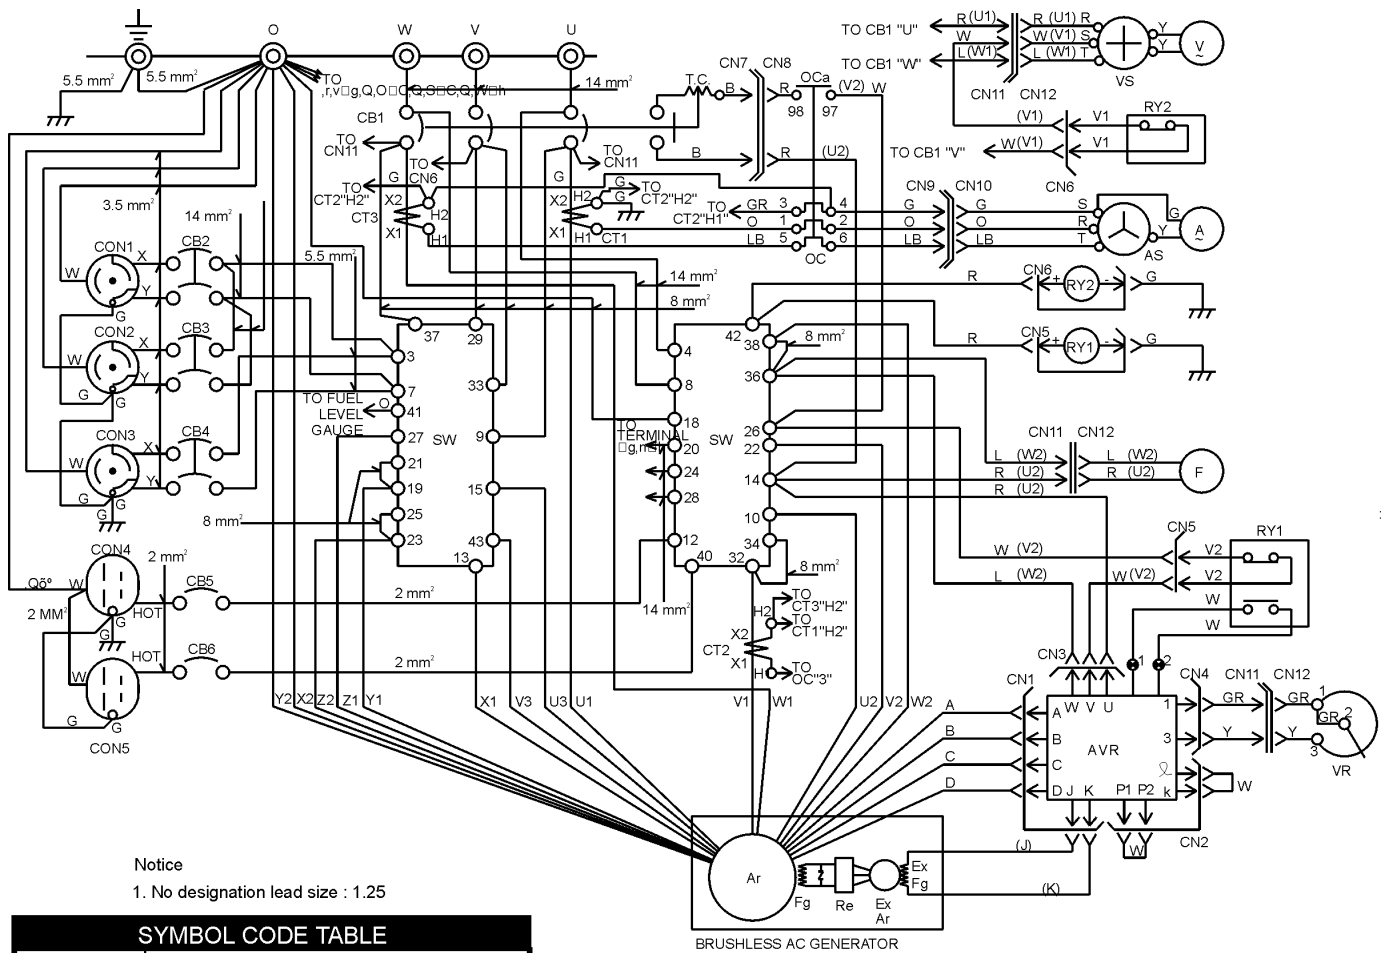 O W V U
5.5 mm²
5.5 mm²
TO
14 mm²
CB1
TO
CN11
TO
CN6
TO
CN11
T.C.
B
CN7 CN8
R
OCa
98 97
(V2) W
B
R (U2)
TO CB1 "U"
R (U1) R (U1) R
W W (V1) S
TO CB1 "W"
L (W1) L (W1) T
CN11 CN12
VS
Y
Y
V
~
(V1) V1
RY2
TO CB1 "V"
W (V1) V1
CN6
3.5 mm²
14 mm²
5.5 mm²
TO
CT2"H2"
G
X2
H2
CT3
X1
H1
G
X2
H2
G
TO
CT2"H2"
G
X1
H1
CT1
TO
CT2"H1"
GR 3 4 G
O 1 2 O
LB 5 6 LB
OC
CN9 CN10
G S
O R
LB T
AS
G
Y
A
~
CON1
W
X
Y
G
CB2
CON2
W
X
Y
G
G
CB3
CON3
W
X
Y
G
G
G
CB4
14 mm²
8 mm²
R
CN6
+ RY2 -
G
R
CN5
+ RY1 -
G
37 29
3
7
33
41
O
TO FUEL
LEVEL
GAUGE
SW
27
9
21
19
15
25
23
43
13
8 mm²
42
38
8 mm²
4
36
8
18
TO
TERMINAL
20
SW
26
22
24
14
28
10
12
34
40 32
8 mm²
14 mm²
CN11 CN12
L (W2) L (W2)
R (U2) R (U2)
R (U2)
F
CN5
W (V2) V2
L (W2) W (V2) V2
RY1
W
W
CON4
W
2 MM²
HOT
G
G
2 mm²
CB5
2 mm²
HOT
CB6
2 mm²
W
G
G
CON5
TO
CT3"H2"
H2
TO
CT1"H2"
X2
CT2
X1
H1
TO
OC"3"
Y2 X2 Z2 Z1 Y1
X1 V3 U3 U1
V1 W1
U2 V2 W2
CN3
1 2
CN1
CN4 CN11 CN12
A A W V U 1 GR GR 1
B B AVR 3 Y Y 3
GR 2
VR
C C
D D J K P1 P2 k
W
W
CN2
(J)
(K)
Ar
Fg
Re
Ex
Ar
Ex
Fg
BRUSHLESS AC GENERATOR
Notice
1. No designation lead size : 1.25
SYMBOL CODE TABLE